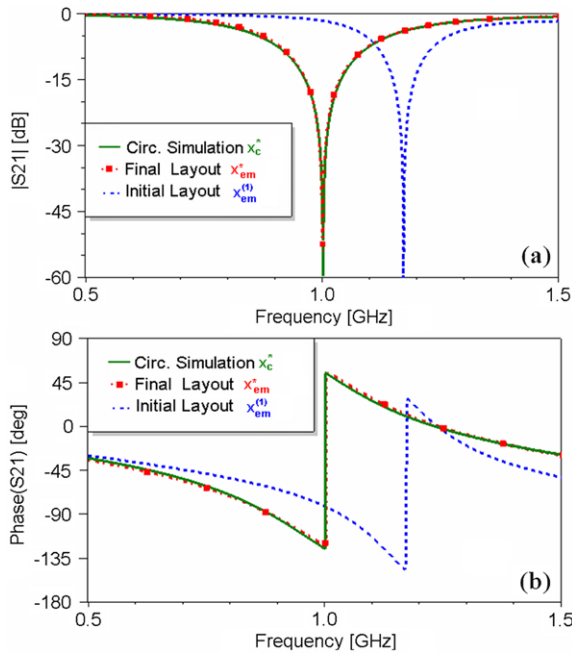 0
-15
-30
-45
-60
|S21| [dB]
Circ. Simulation x*c
Final Layout x*em
Initial Layout x(1)em
(a)
0.5
1.0
1.5
Frequency [GHz]
90
45
0
-45
-90
-135
-180
Phase(S21) [deg]
Circ. Simulation x*c
Final Layout x*em
Initial Layout x(1)em
(b)
0.5
1.0
1.5
Frequency [GHz]